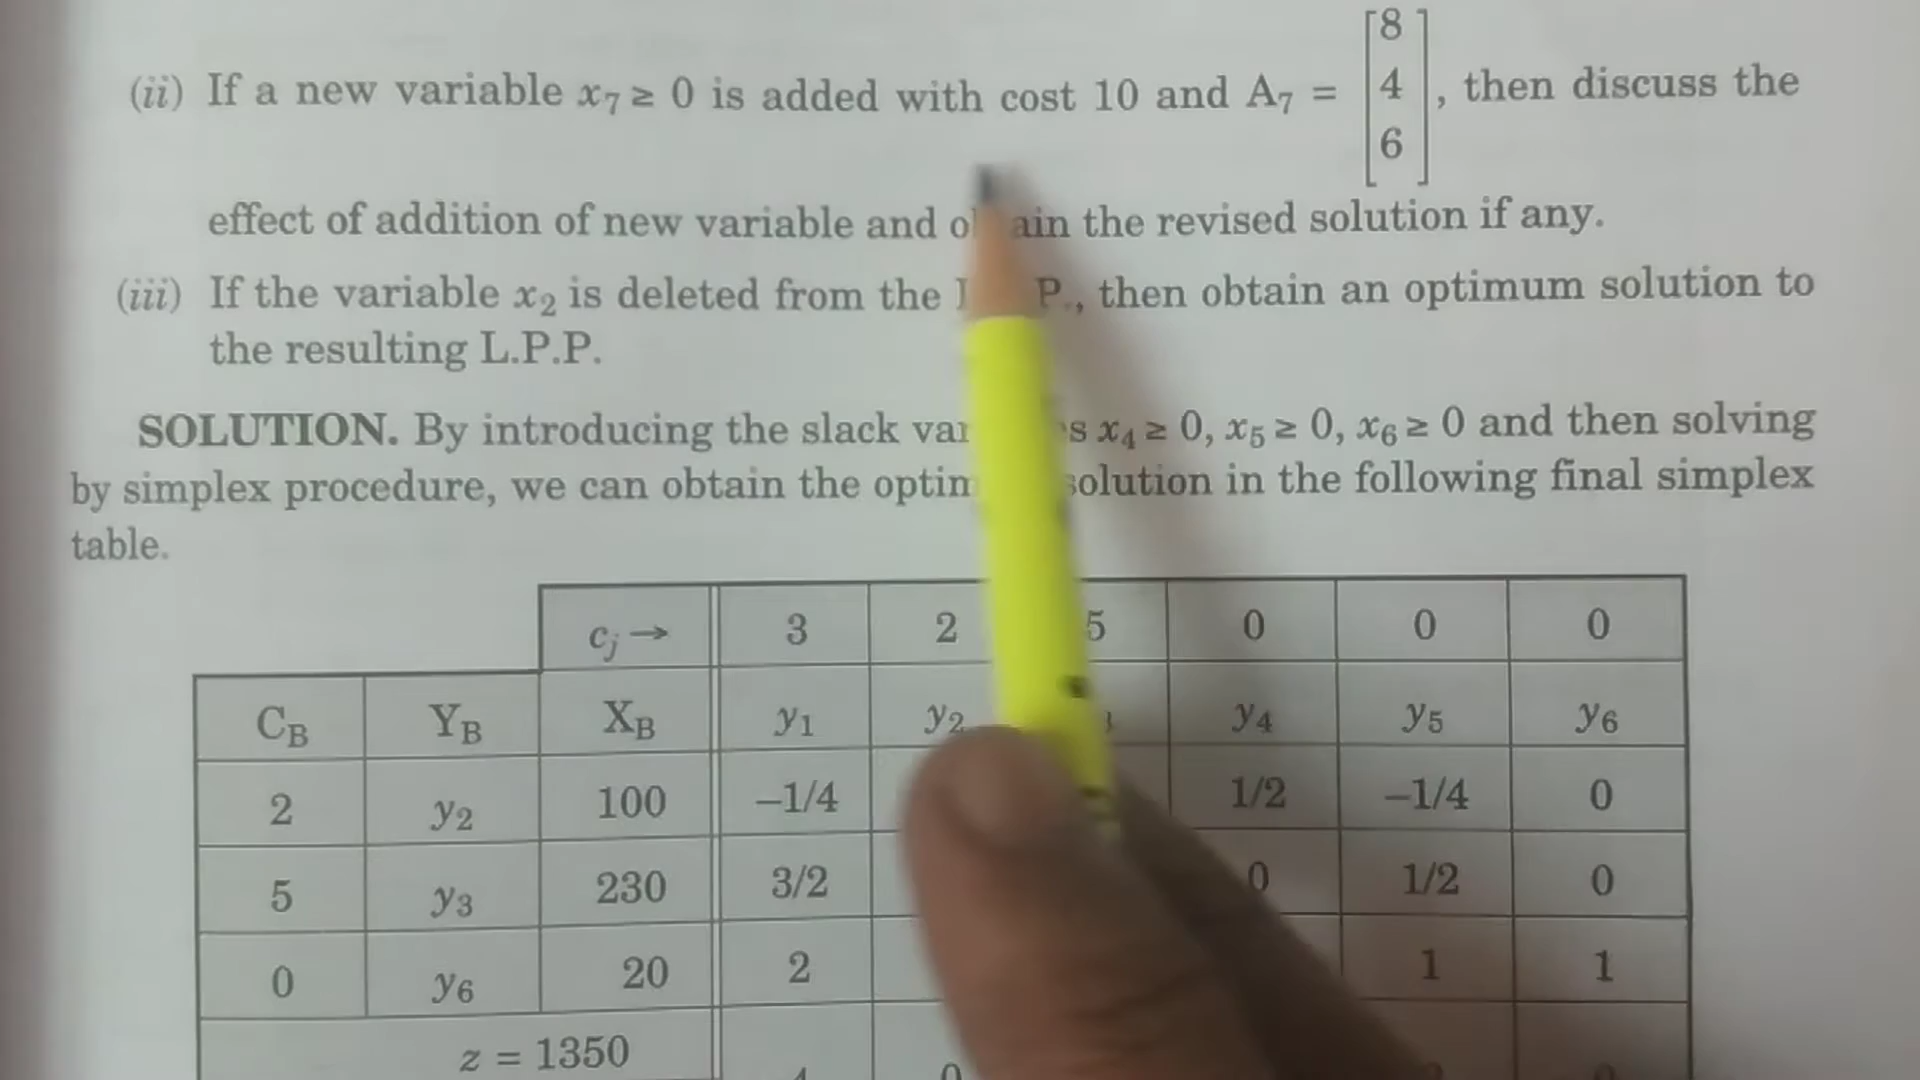 (ii) If a new variable x₇ ≥ 0 is added with cost 10 and A₇ = [8 4 6], then discuss the
effect of addition of new variable and the revised solution if any.
(iii) If the variable x₂ is deleted from the then obtain an optimum solution to
the resulting L.P.P.
SOLUTION. By introducing the slack x₄ ≥ 0, x₅ ≥ 0, x₆ ≥ 0 and then solving
by simplex procedure, we can obtain the solution in the following final simplex
table.
cⱼ → 3 2 5 0 0 0
C_B Y_B X_B y₁ y₂ y₄ y₅ y₆
2 y₂ 100 –1/4 1/2 –1/4 0
5 y₃ 230 3/2 0 1/2 0
0 y₆ 20 2 1 1
z = 1350